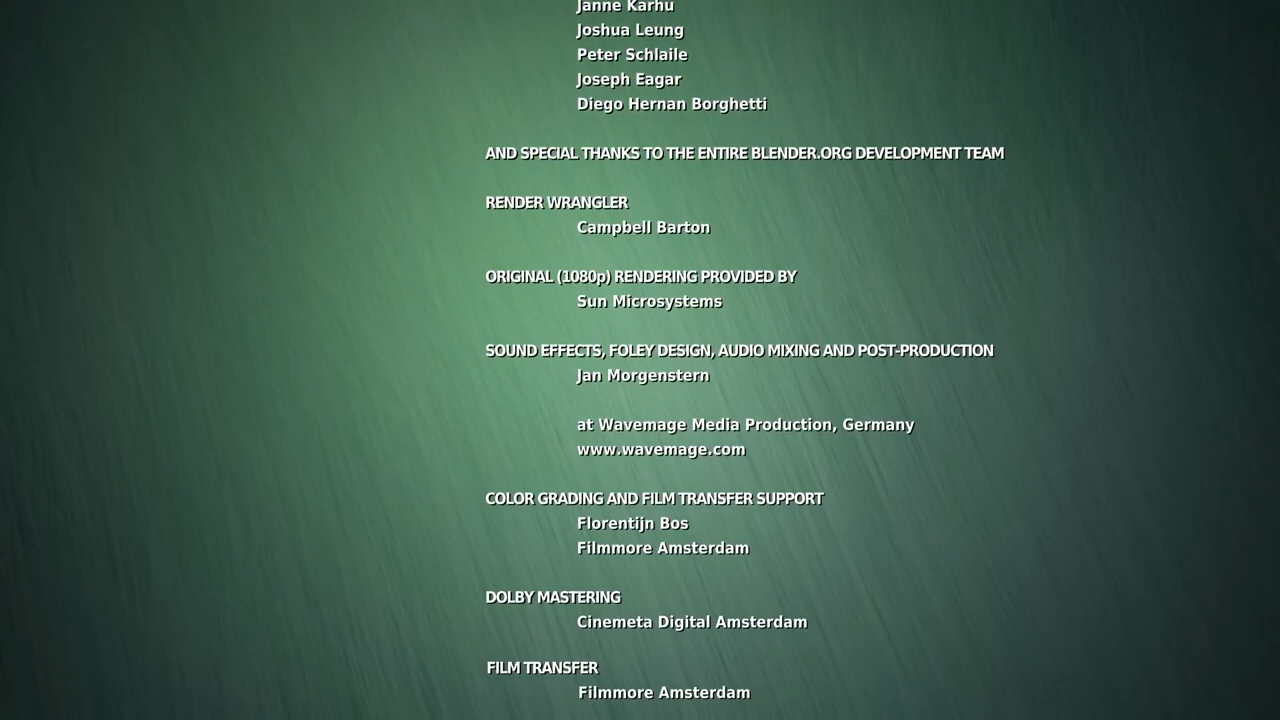 Janne Karhu
Joshua Leung
Peter Schlaile
Joseph Eagar
Diego Hernan Borghetti
AND SPECIAL THANKS TO THE ENTIRE BLENDER.ORG DEVELOPMENT TEAM
RENDER WRANGLER
Campbell Barton
ORIGINAL (1080p) RENDERING PROVIDED BY
Sun Microsystems
SOUND EFFECTS, FOLEY DESIGN, AUDIO MIXING AND POST-PRODUCTION
Jan Morgenstern
at Wavemage Media Production, Germany
www.wavemage.com
COLOR GRADING AND FILM TRANSFER SUPPORT
Florentijn Bos
Filmmore Amsterdam
DOLBY MASTERING
Cinemeta Digital Amsterdam
FILM TRANSFER
Filmmore Amsterdam